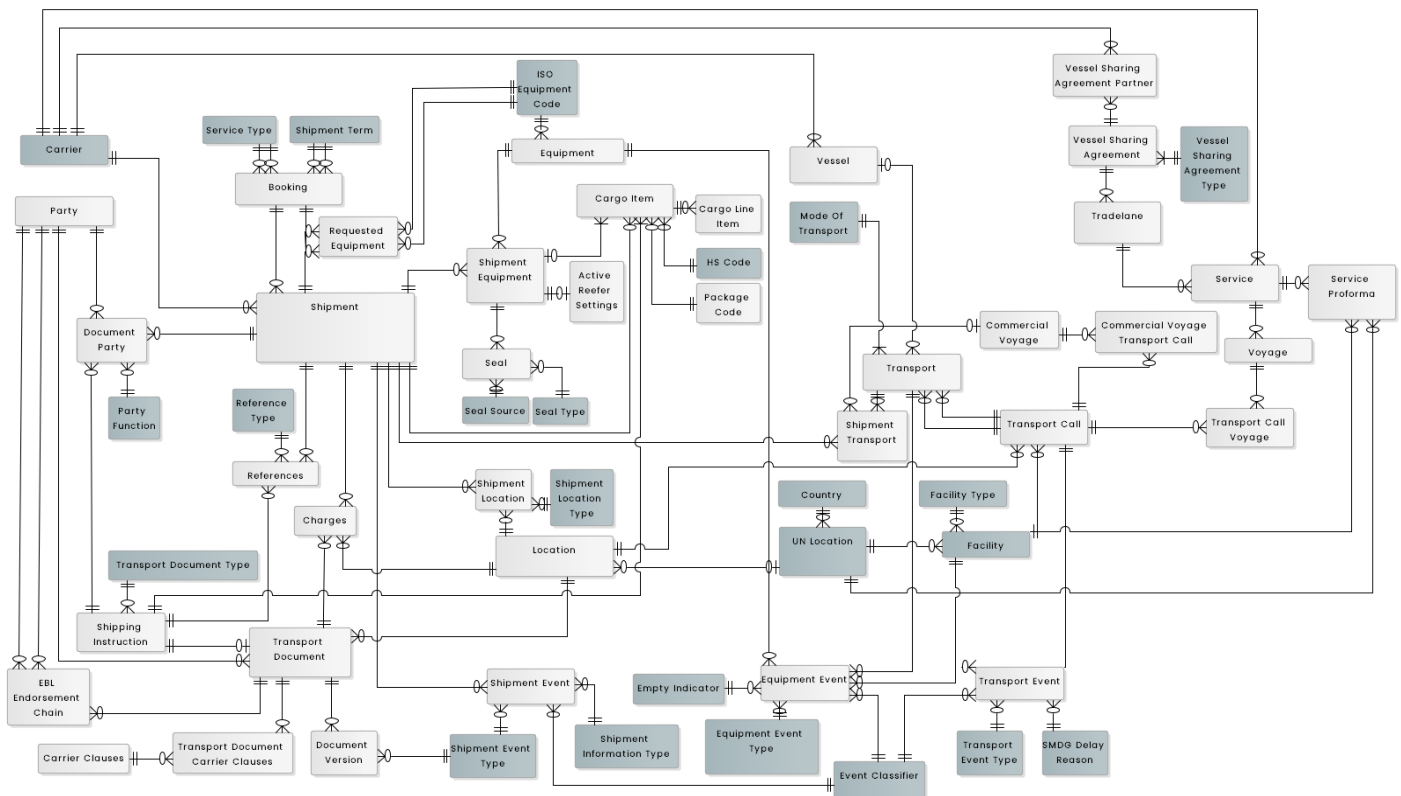 Vessel Sharing
Agreement Partner
ISO
Equipment
Code
Service Type
Shipment Term
Carrier
Equipment
Vessel
Vessel Sharing
Agreement
Vessel
Sharing
Agreement
Type
Booking
Party
Cargo Item
Cargo Line
Item
Mode Of
Transport
Tradelane
Requested
Equipment
Shipment
Equipment
Active
Reefer
Settings
HS Code
Package
Code
Service
Service
Proforma
Shipment
Document
Party
Commercial
Voyage
Commercial Voyage
Transport Call
Voyage
Seal
Transport
Seal Source
Seal Type
Party
Function
Reference
Type
Shipment
Transport
Transport Call
Transport Call
Voyage
References
Shipment
Location
Shipment
Location
Type
Country
Facility Type
Charges
Location
UN Location
Facility
Transport Document Type
Shipping
Instruction
Transport
Document
EBL
Endorsement
Chain
Shipment Event
Empty Indicator
Equipment Event
Transport Event
Carrier Clauses
Transport Document
Carrier Clauses
Document
Version
Shipment Event
Type
Shipment
Information Type
Equipment Event
Type
Event Classifier
Transport
Event Type
SMDG Delay
Reason